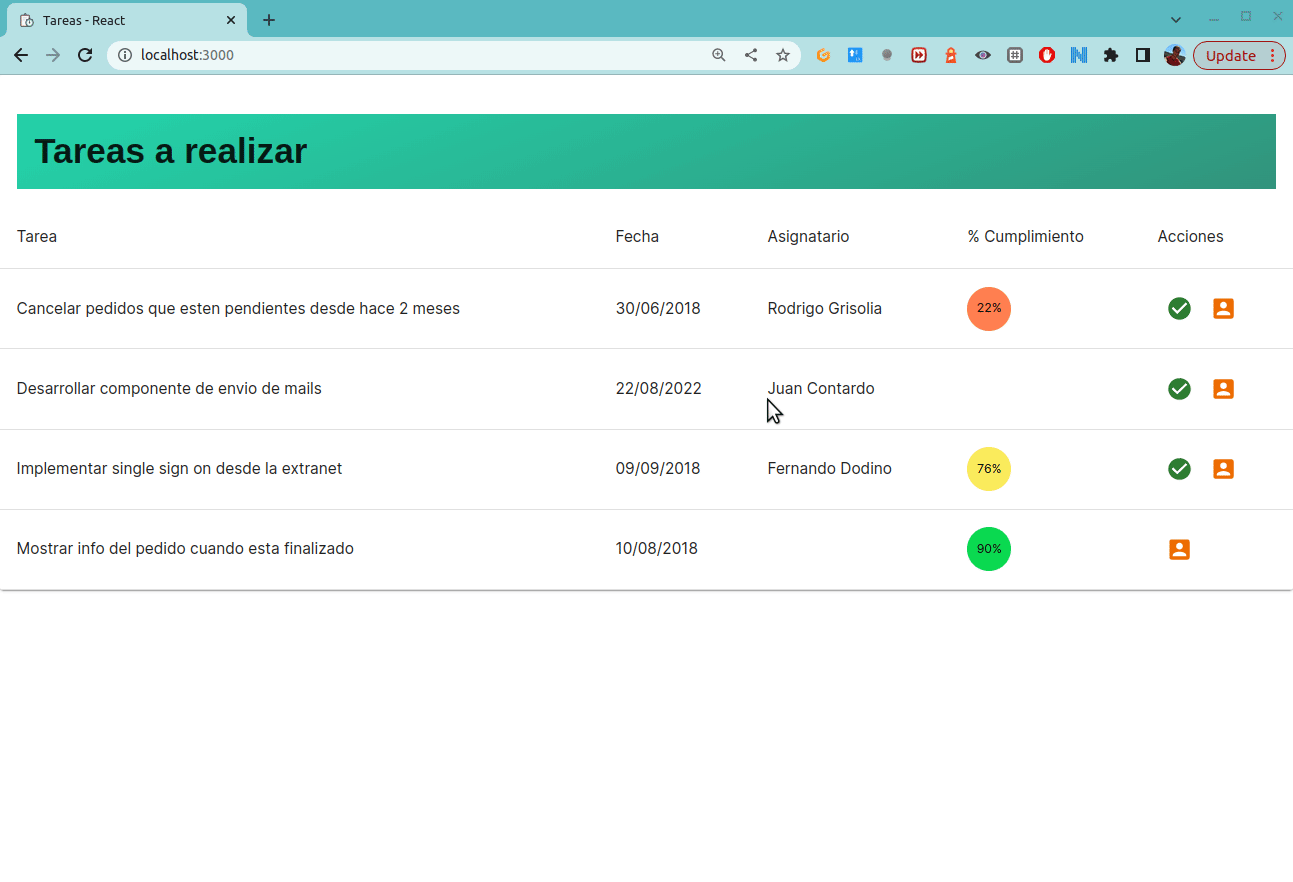 Tareas - React
localhost:3000
Update
Tareas a realizar
Tarea Fecha Asignatario % Cumplimiento Acciones
Cancelar pedidos que esten pendientes desde hace 2 meses 30/06/2018 Rodrigo Grisolia 22%
Desarrollar componente de envio de mails 22/08/2022 Juan Contardo
Implementar single sign on desde la extranet 09/09/2018 Fernando Dodino 76%
Mostrar info del pedido cuando esta finalizado 10/08/2018 90%